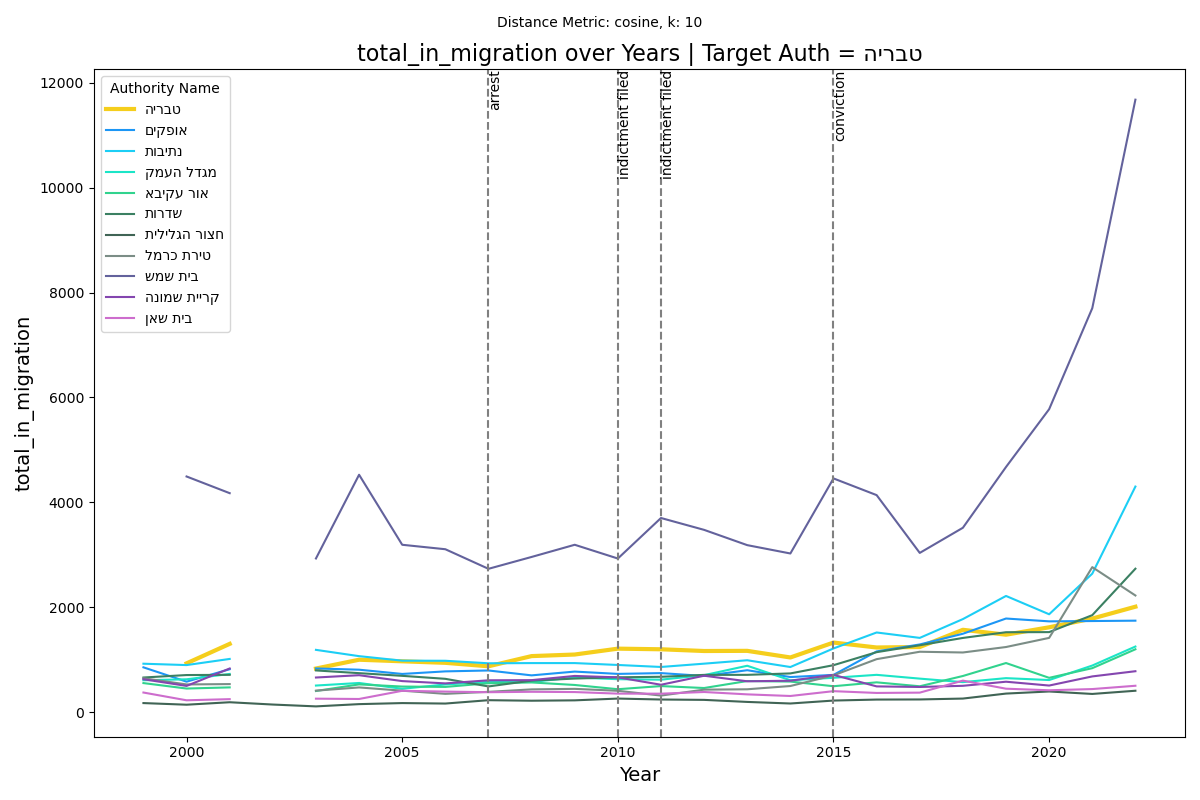 Distance Metric: cosine, k: 10
total_in_migration over Years | Target Auth = טבריה
12000
10000
8000
6000
4000
2000
0
total_in_migration
Authority Name
טבריה
אופקים
נתיבות
מגדל העמק
אור עקיבא
שדרות
חצור הגלילית
טירת כרמל
בית שמש
קריית שמונה
בית שאן
arrest
indictment filed
indictment filed
conviction
2000
2005
2010
2015
2020
Year